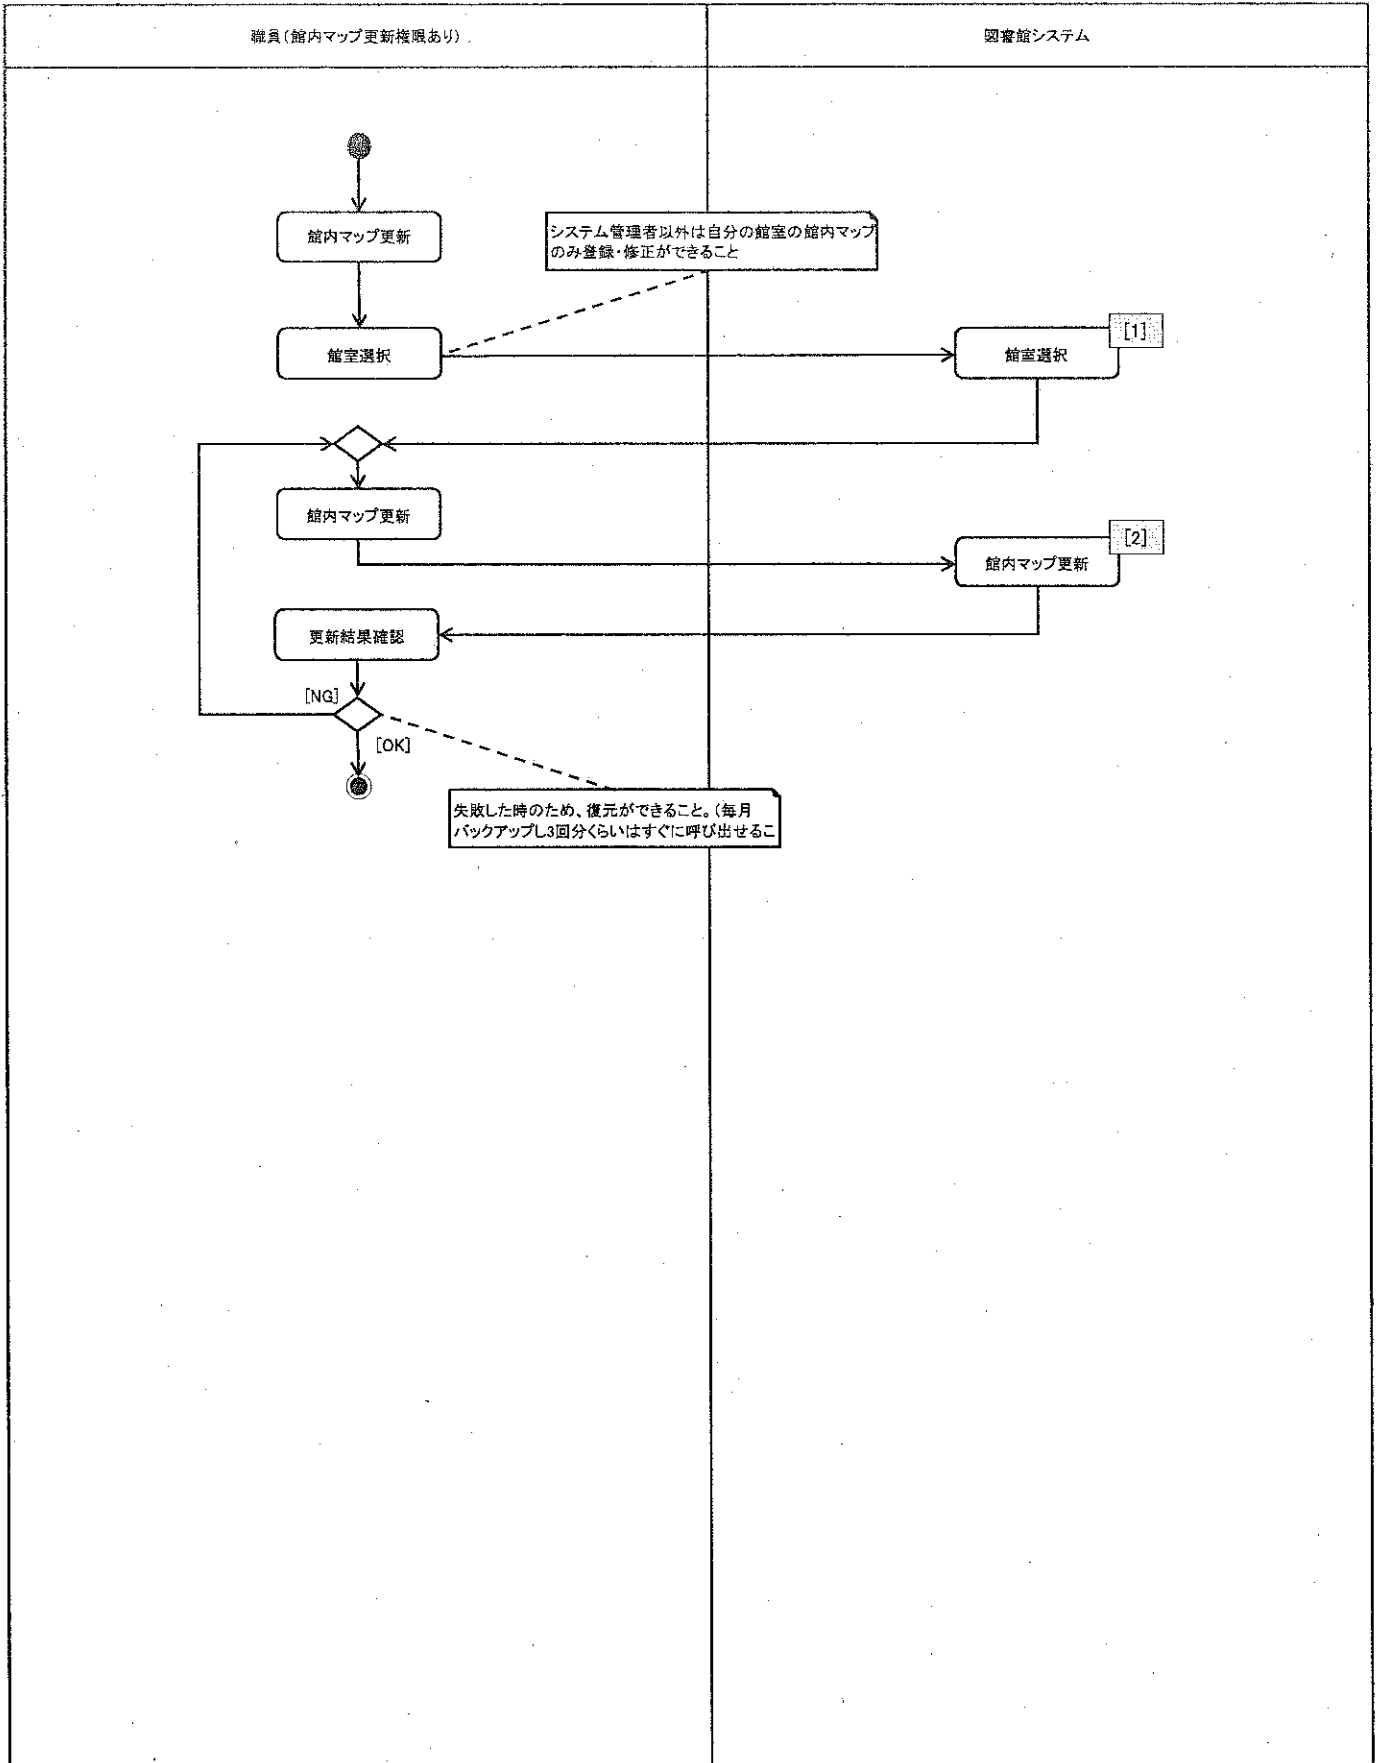 職員(館内マップ更新権限あり)
図書館システム
館内マップ更新
システム管理者以外は自分の館室の館内マップ
のみ登録・修正ができること
館室選択
[1]
館室選択
館内マップ更新
[2]
館内マップ更新
更新結果確認
[NG]
[OK]
失敗した時のため、復元ができること。(毎月
バックアップし3回分くらいはすぐに呼び出せるこ